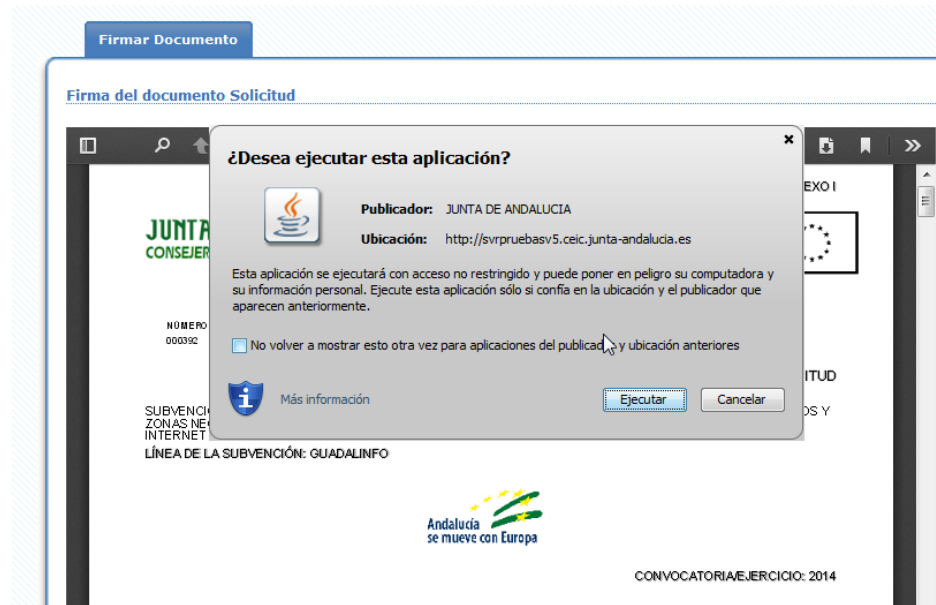 Firmar Documento
Firma del documento Solicitud
¿Desea ejecutar esta aplicación?
EXO I
Publicador: JUNTA DE ANDALUCIA
Ubicación: http://svrpruebasv5.ceic.junta-andalucia.es
JUNTA
CONSEJER
Esta aplicación se ejecutará con acceso no restringido y puede poner en peligro su computadora y
su información personal. Ejecute esta aplicación sólo si confía en la ubicación y el publicador que
aparecen anteriormente.
NÚMERO
000392
No volver a mostrar esto otra vez para aplicaciones del publicador y ubicación anteriores
ITUD
Más información
Ejecutar
Cancelar
SUBVENCI
OS Y
ZONAS NE
INTERNET
LÍNEA DE LA SUBVENCIÓN: GUADALINFO
Andalucía
se mueve con Europa
CONVOCATORIA/EJERCICIO: 2014